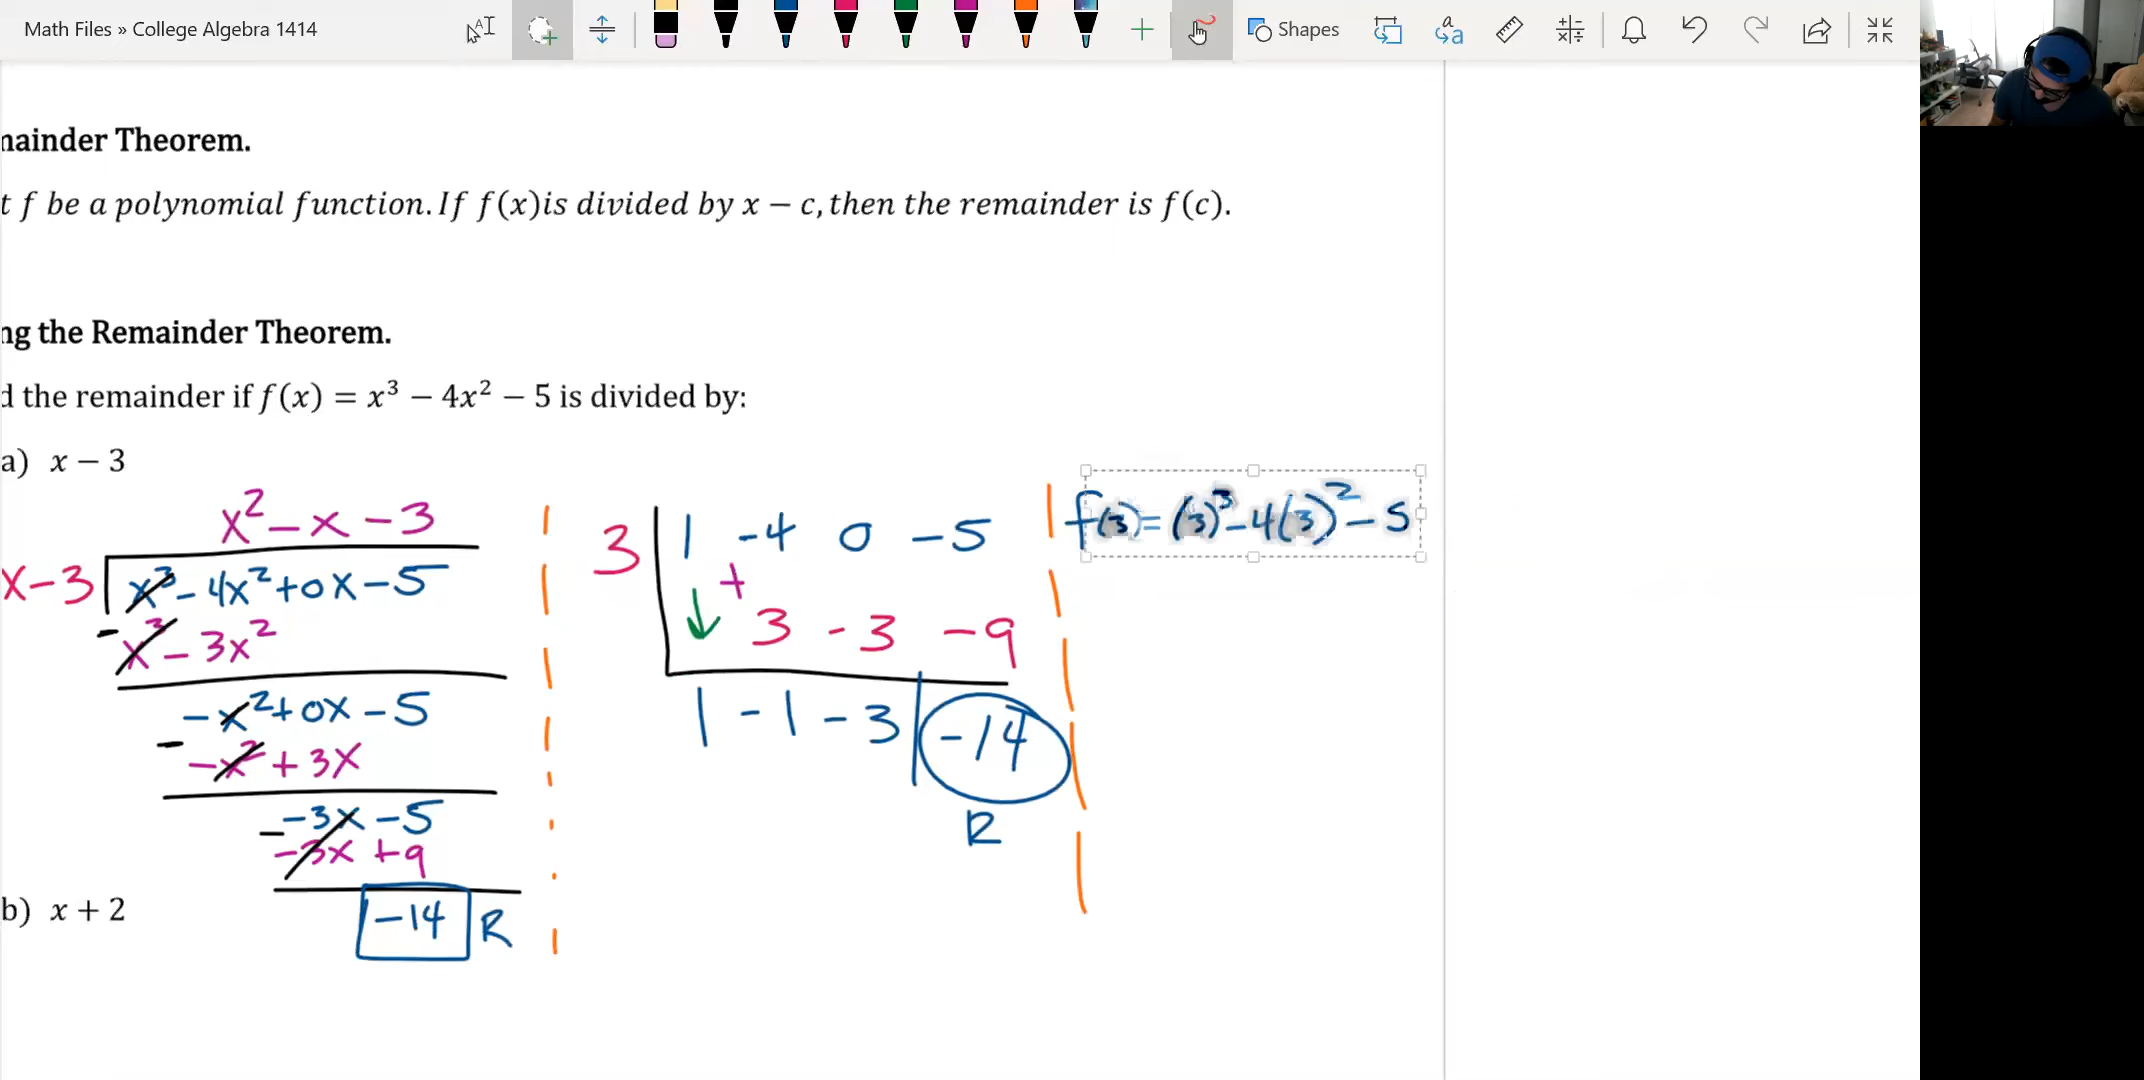 Math Files » College Algebra 1414
Shapes
mainder Theorem.
t f be a polynomial function. If f(x)is divided by x − c, then the remainder is f(c).
ng the Remainder Theorem.
d the remainder if f(x) = x³ − 4x² − 5 is divided by:
a) x − 3
x² − x − 3
x − 3
x³ − 4x² + 0x − 5
− x³ − 3x²
−x² + 0x − 5
− −x² + 3x
−3x − 5
− −3x + 9
−14 R
3 1 −4 0 −5
+
3 −3 −9
1 −1 −3 −14
R
f(3) = (3)³ − 4(3)² − 5
b) x + 2